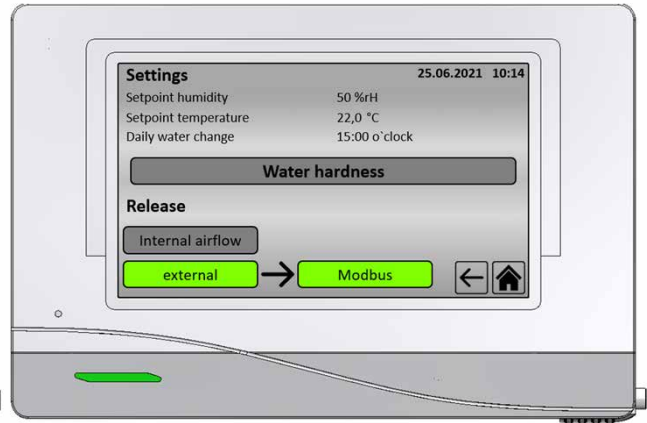 Settings 25.06.2021 10:14
Setpoint humidity 50 %rH
Setpoint temperature 22,0 °C
Daily water change 15:00 o`clock
Water hardness
Release
Internal airflow
external Modbus